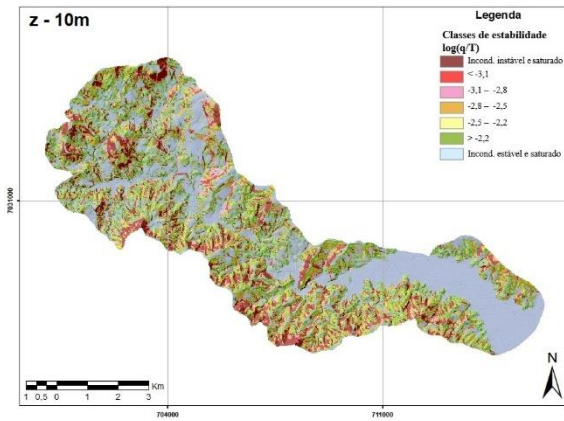 z - 10m
Legenda
Classes de estabilidade
log(q/T)
Incond. instável e saturado
< -3,1
-3,1 – -2,8
-2,8 – -2,5
-2,5 – -2,2
> -2,2
Incond. estável e saturado
7031000
N
Km
1 0,5 0 1 2 3
704000
711000